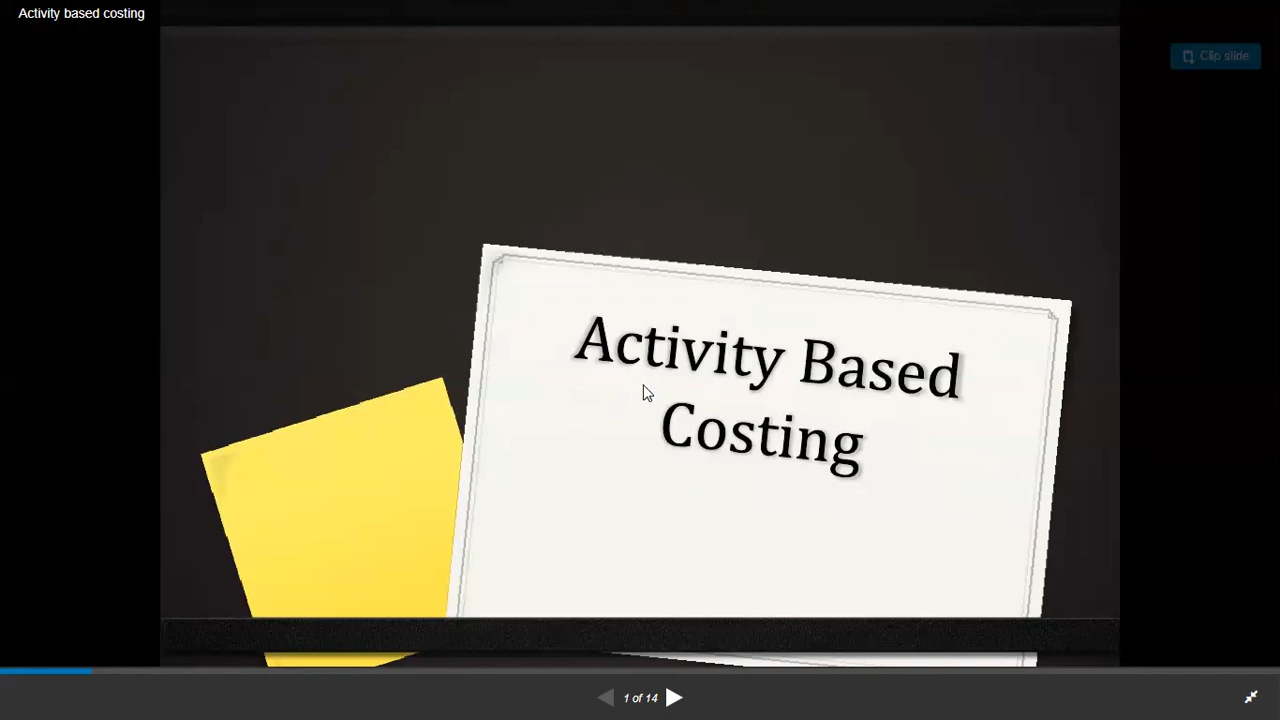 Activity based costing
Clip slide
Activity Based
Costing
1 of 14